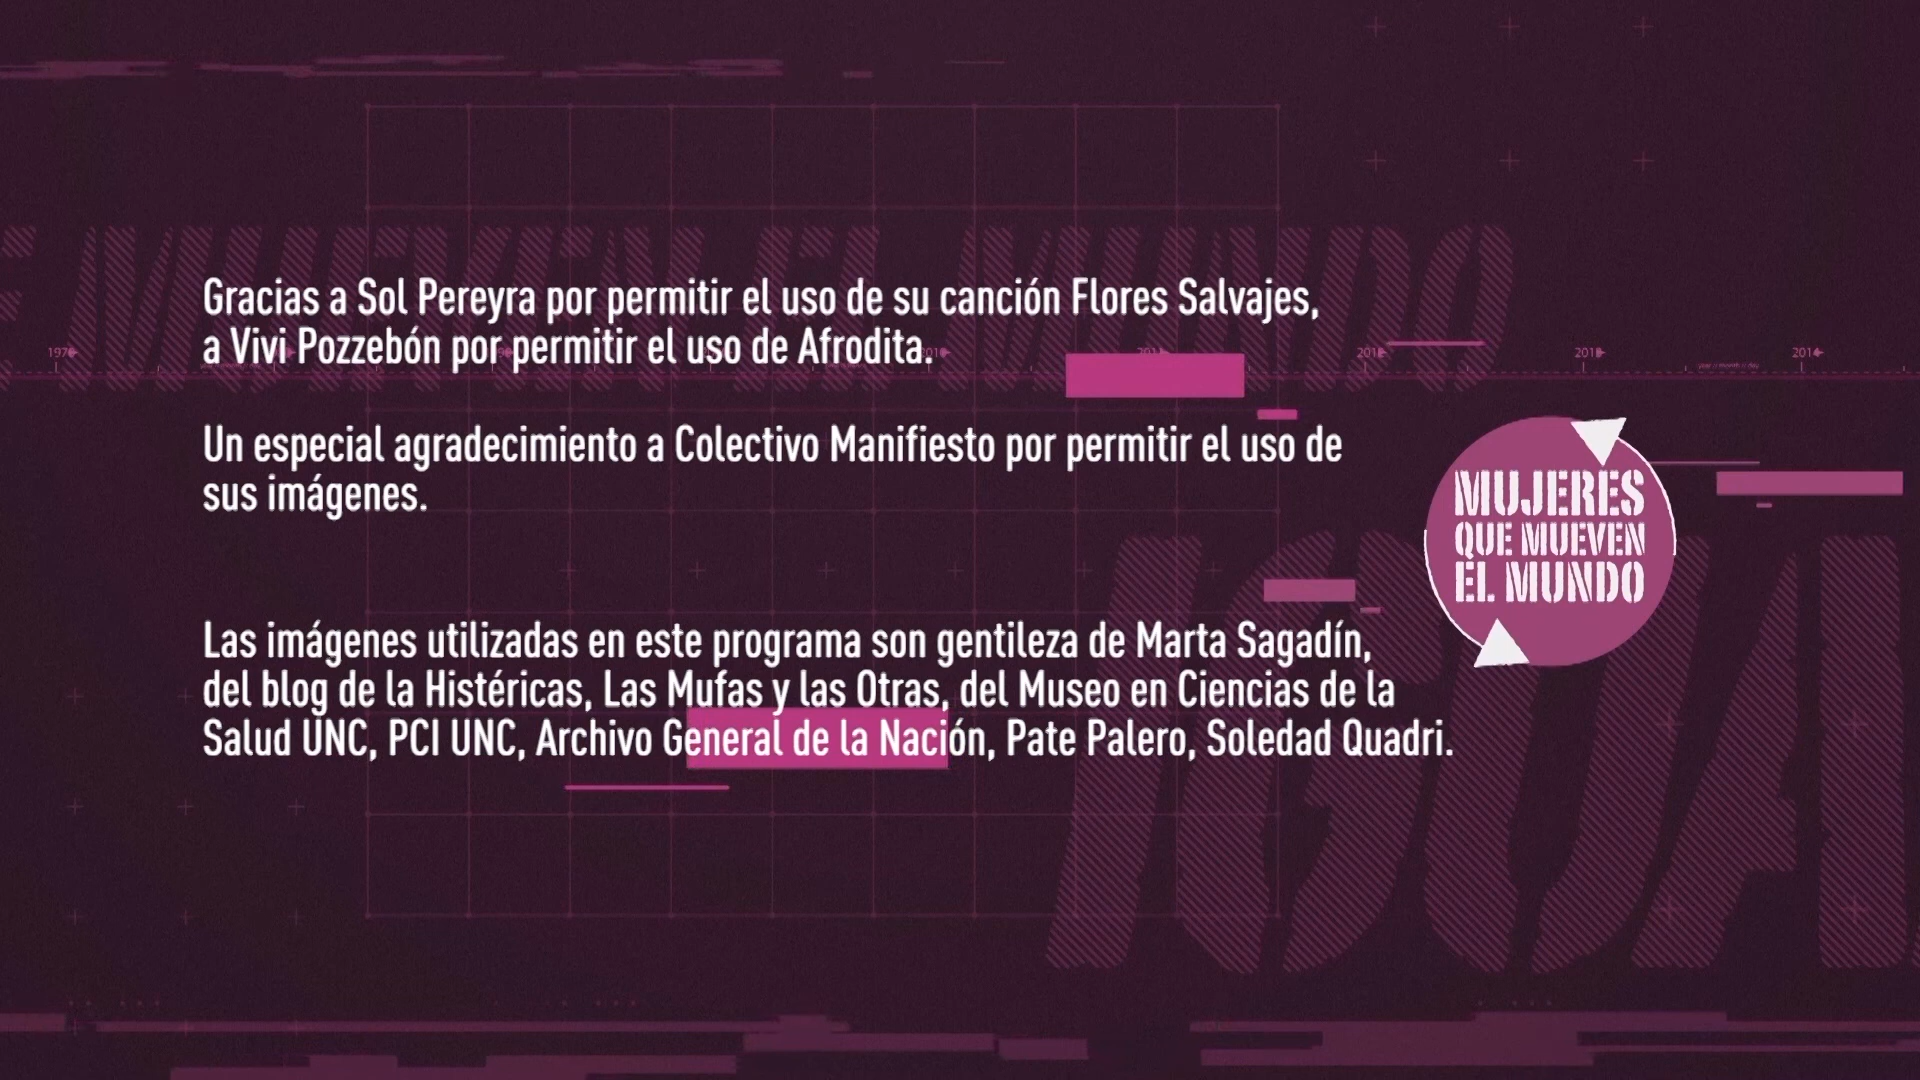 E MUEVEN EL MUNDO
Gracias a Sol Pereyra por permitir el uso de su canción Flores Salvajes,
a Vivi Pozzebón por permitir el uso de Afrodita.
Un especial agradecimiento a Colectivo Manifiesto por permitir el uso de
sus imágenes.
MUJERES
QUE MUEVEN
EL MUNDO
Las imágenes utilizadas en este programa son gentileza de Marta Sagadín,
del blog de la Histéricas, Las Mufas y las Otras, del Museo en Ciencias de la
Salud UNC, PCI UNC, Archivo General de la Nación, Pate Palero, Soledad Quadri.
IGUA